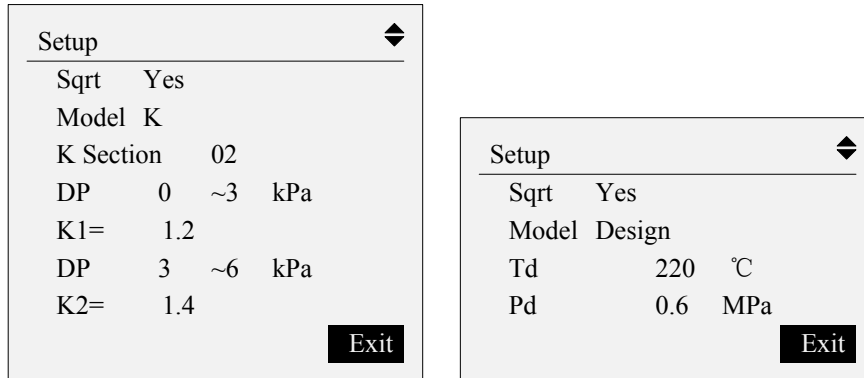 Setup
Sqrt Yes
Model K
K Section 02
DP 0 ~3 kPa
K1= 1.2
DP 3 ~6 kPa
K2= 1.4
Exit
Setup
Sqrt Yes
Model Design
Td 220 ℃
Pd 0.6 MPa
Exit